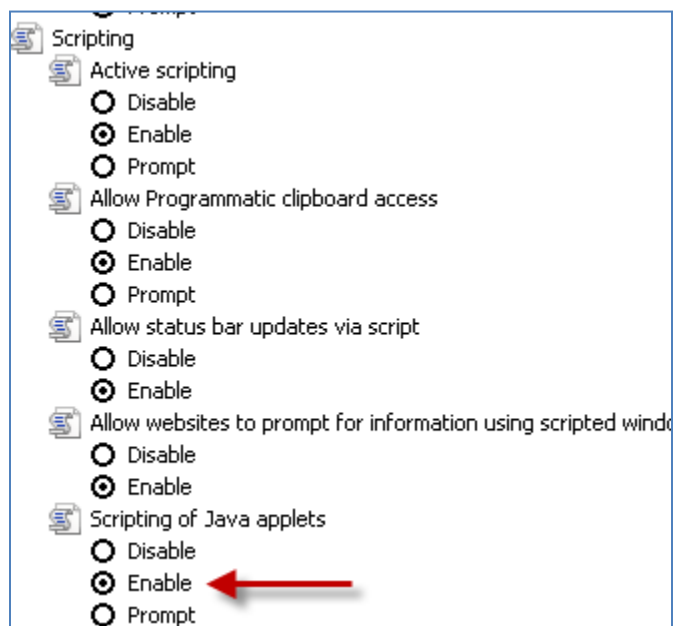 Scripting
Active scripting
Disable
Enable
Prompt
Allow Programmatic clipboard access
Disable
Enable
Prompt
Allow status bar updates via script
Disable
Enable
Allow websites to prompt for information using scripted
Disable
Enable
Scripting of Java applets
Disable
Enable
Prompt